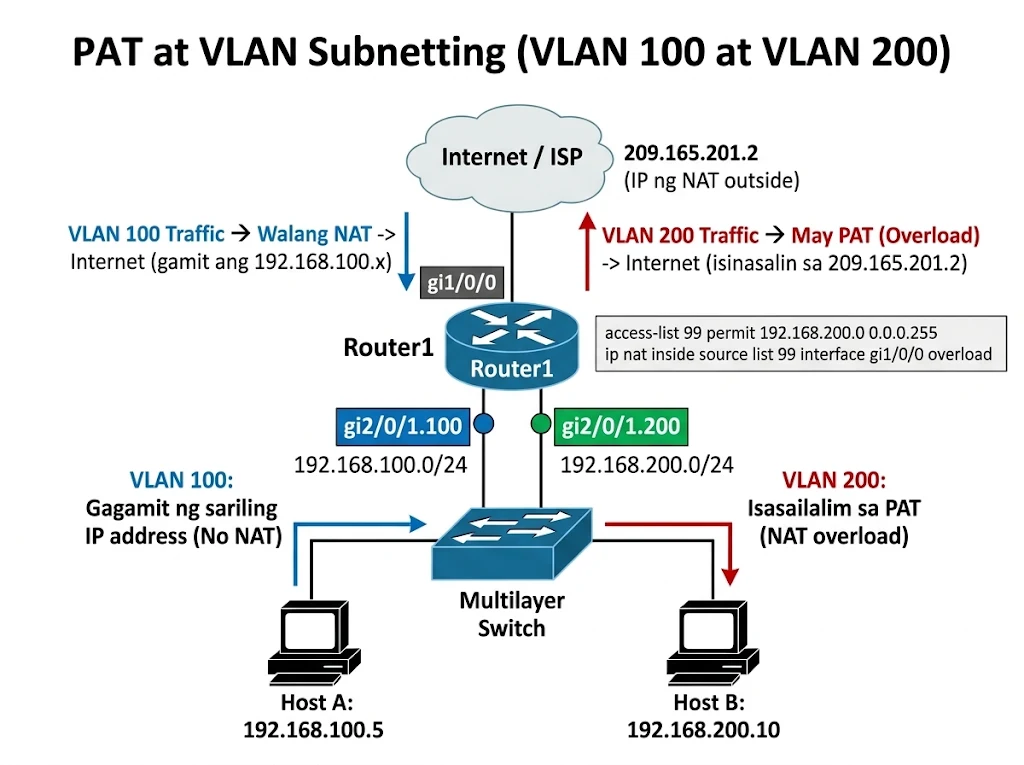 PAT at VLAN Subnetting (VLAN 100 at VLAN 200)
Internet / ISP
209.165.201.2
(IP ng NAT outside)
VLAN 100 Traffic → Walang NAT ->
Internet (gamit ang 192.168.100.x)
VLAN 200 Traffic → May PAT (Overload)
-> Internet (isinasalin sa 209.165.201.2)
gi1/0/0
Router1
Router1
access-list 99 permit 192.168.200.0 0.0.0.255
ip nat inside source list 99 interface gi1/0/0 overload
gi2/0/1.100
gi2/0/1.200
192.168.100.0/24
192.168.200.0/24
VLAN 100:
Gagamit ng sariling
IP address (No NAT)
VLAN 200:
Isasailalim sa PAT
(NAT overload)
Multilayer
Switch
Host A:
192.168.100.5
Host B:
192.168.200.10